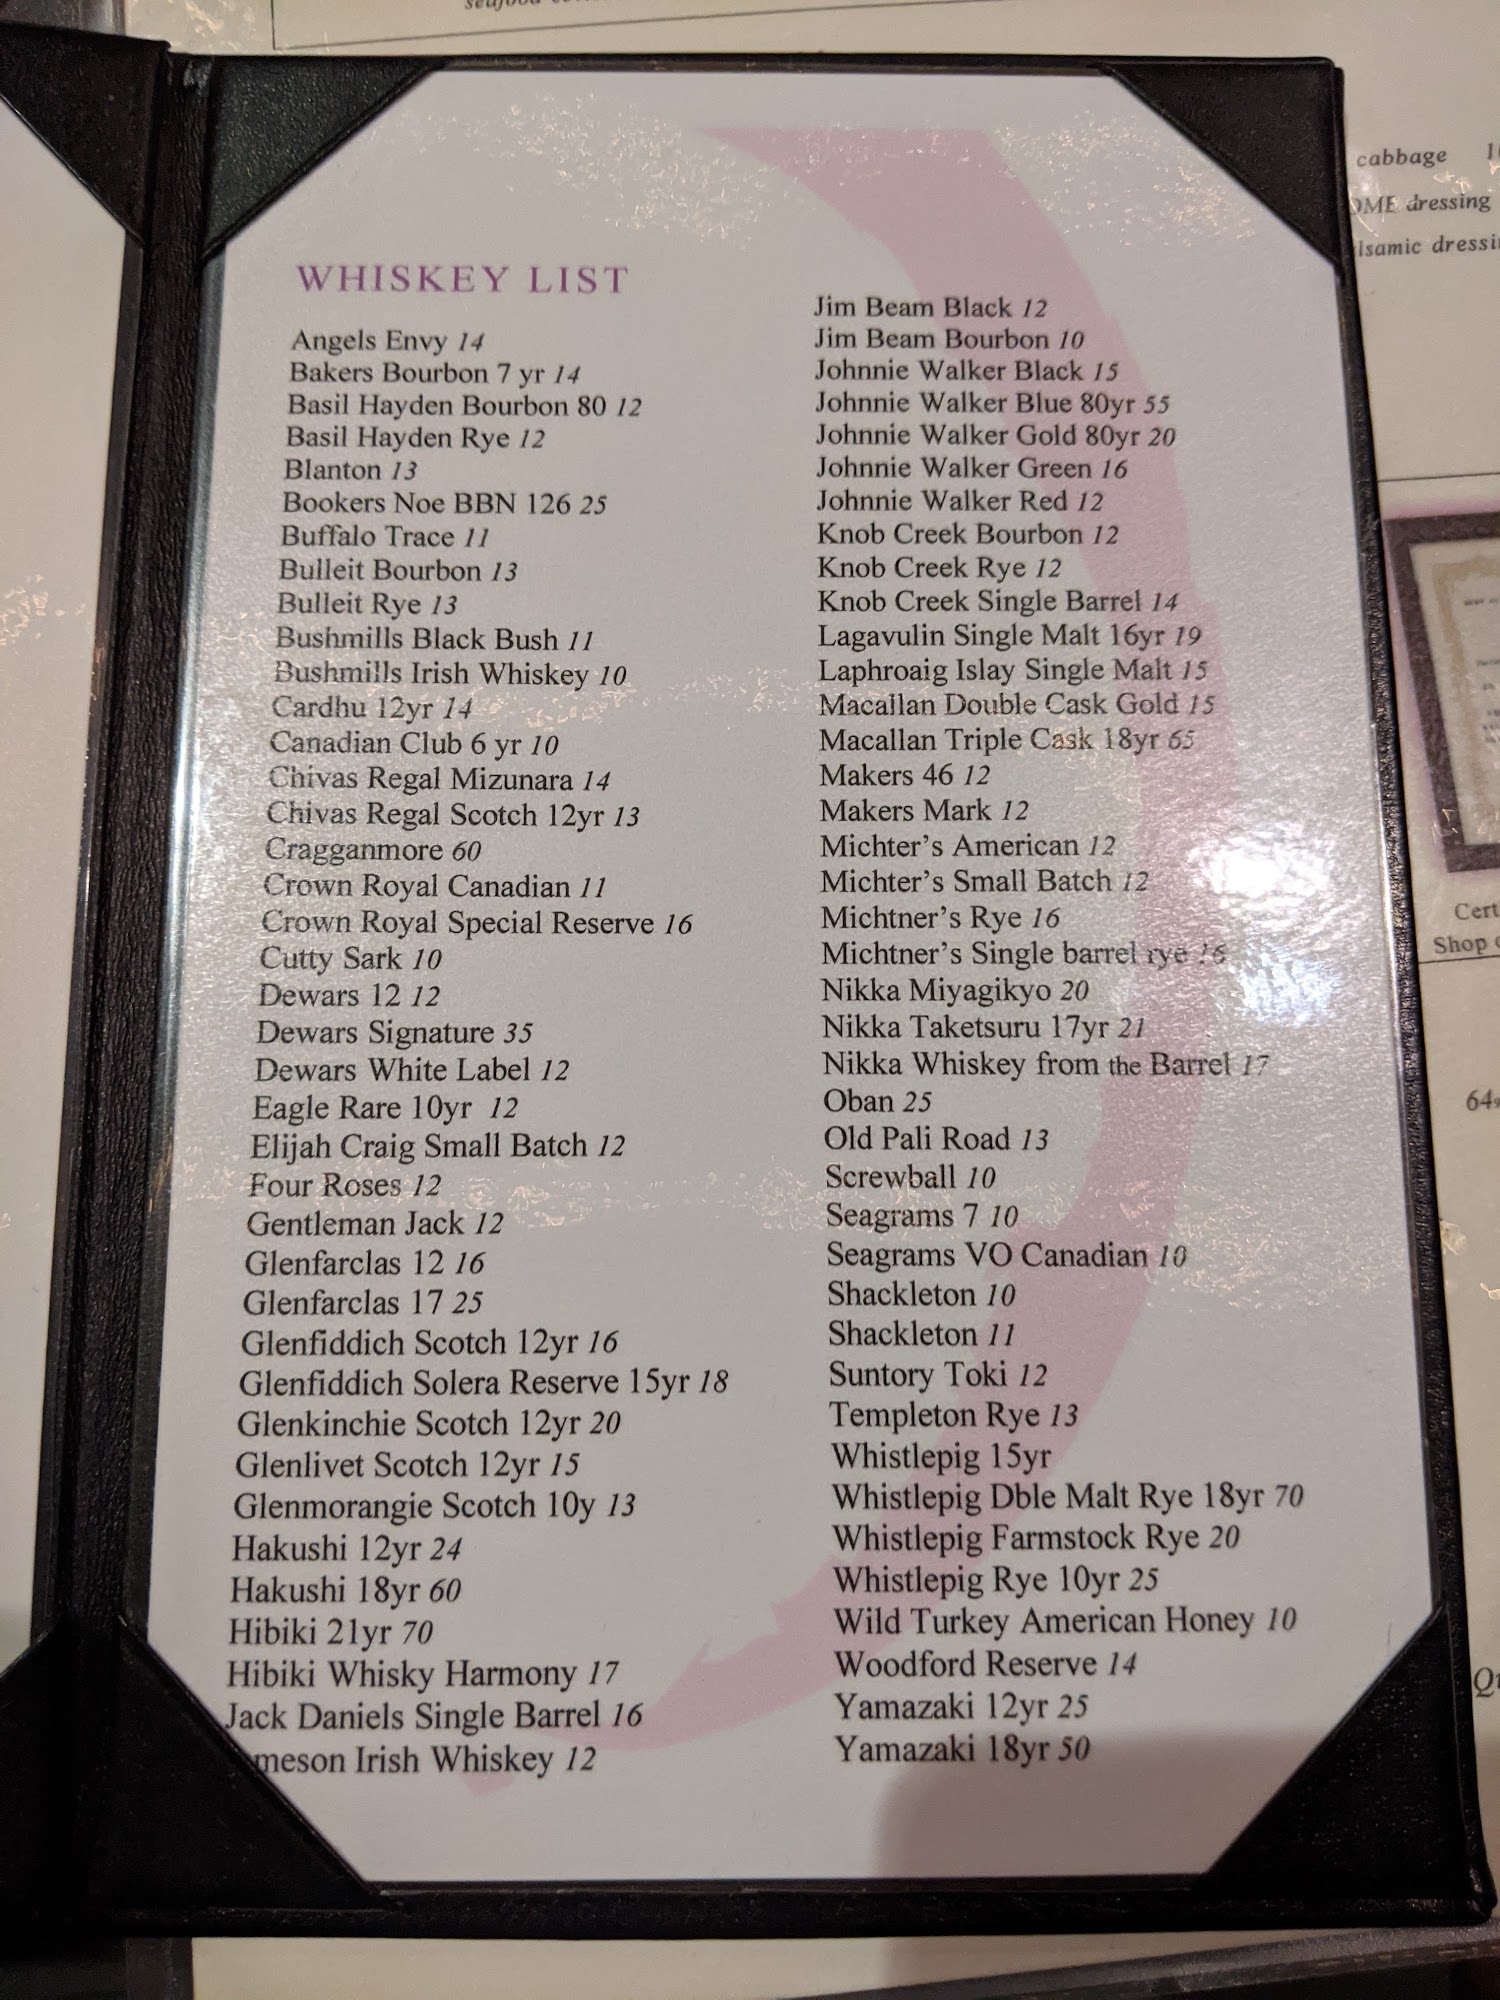 seafood
WHISKEY LIST
Angels Envy 14
Bakers Bourbon 7 yr 14
Basil Hayden Bourbon 80 12
Basil Hayden Rye 12
Blanton 13
Bookers Noe BBN 126 25
Buffalo Trace 11
Bulleit Bourbon 13
Bulleit Rye 13
Bushmills Black Bush 11
Bushmills Irish Whiskey 10
Cardhu 12yr 14
Canadian Club 6 yr 10
Chivas Regal Mizunara 14
Chivas Regal Scotch 12yr 13
Cragganmore 60
Crown Royal Canadian 11
Crown Royal Special Reserve 16
Cutty Sark 10
Dewars 12 12
Dewars Signature 35
Dewars White Label 12
Eagle Rare 10yr 12
Elijah Craig Small Batch 12
Four Roses 12
Gentleman Jack 12
Glenfarclas 12 16
Glenfarclas 17 25
Glenfiddich Scotch 12yr 16
Glenfiddich Solera Reserve 15yr 18
Glenkinchie Scotch 12yr 20
Glenlivet Scotch 12yr 15
Glenmorangie Scotch 10y 13
Hakushi 12yr 24
Hakushi 18yr 60
Hibiki 21yr 70
Hibiki Whisky Harmony 17
Jack Daniels Single Barrel 16
meson Irish Whiskey 12
Jim Beam Black 12
Jim Beam Bourbon 10
Johnnie Walker Black 15
Johnnie Walker Blue 80yr 55
Johnnie Walker Gold 80yr 20
Johnnie Walker Green 16
Johnnie Walker Red 12
Knob Creek Bourbon 12
Knob Creek Rye 12
Knob Creek Single Barrel 14
Lagavulin Single Malt 16yr 19
Laphroaig Islay Single Malt 15
Macallan Double Cask Gold 15
Macallan Triple Cask 18yr 65
Makers 46 12
Makers Mark 12
Michter's American 12
Michter's Small Batch 12
Michtner's Rye 16
Michtner's Single barrel rye 16
Nikka Miyagikyo 20
Nikka Taketsuru 17yr 21
Nikka Whiskey from the Barrel 17
Oban 25
Old Pali Road 13
Screwball 10
Seagrams 7 10
Seagrams VO Canadian 10
Shackleton 10
Shackleton 11
Suntory Toki 12
Templeton Rye 13
Whistlepig 15yr
Whistlepig Dble Malt Rye 18yr 70
Whistlepig Farmstock Rye 20
Whistlepig Rye 10yr 25
Wild Turkey American Honey 10
Woodford Reserve 14
Yamazaki 12yr 25
Yamazaki 18yr 50
cabbage
OME dressing
lsamic dressi
Cert
Shop
64